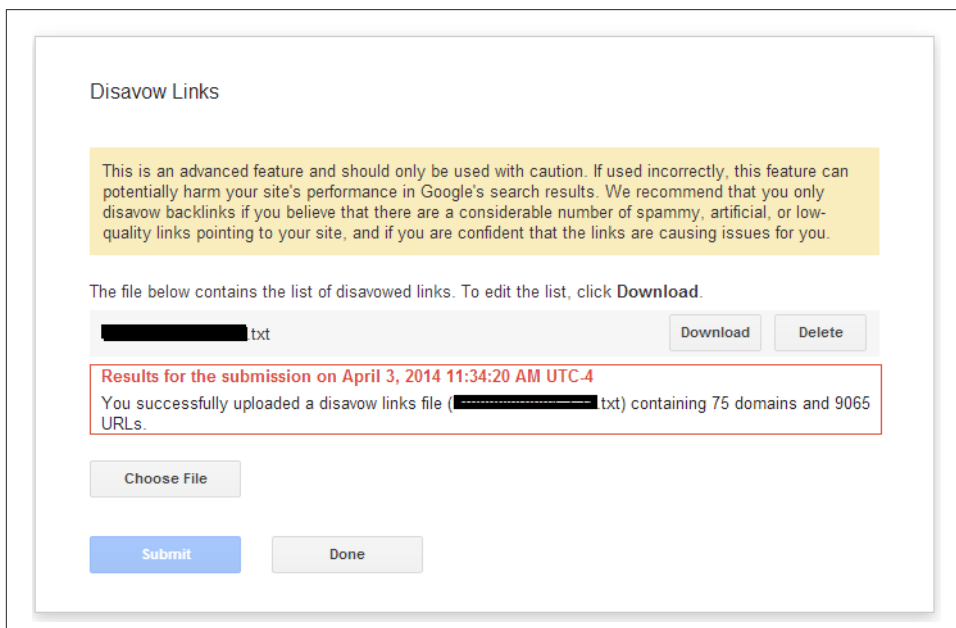 Disavow Links
This is an advanced feature and should only be used with caution. If used incorrectly, this feature can
potentially harm your site's performance in Google's search results. We recommend that you only
disavow backlinks if you believe that there are a considerable number of spammy, artificial, or low-
quality links pointing to your site, and if you are confident that the links are causing issues for you.
The file below contains the list of disavowed links. To edit the list, click Download.
.txt Download Delete
Results for the submission on April 3, 2014 11:34:20 AM UTC-4
You successfully uploaded a disavow links file ( .txt) containing 75 domains and 9065
URLs.
Choose File
Submit Done